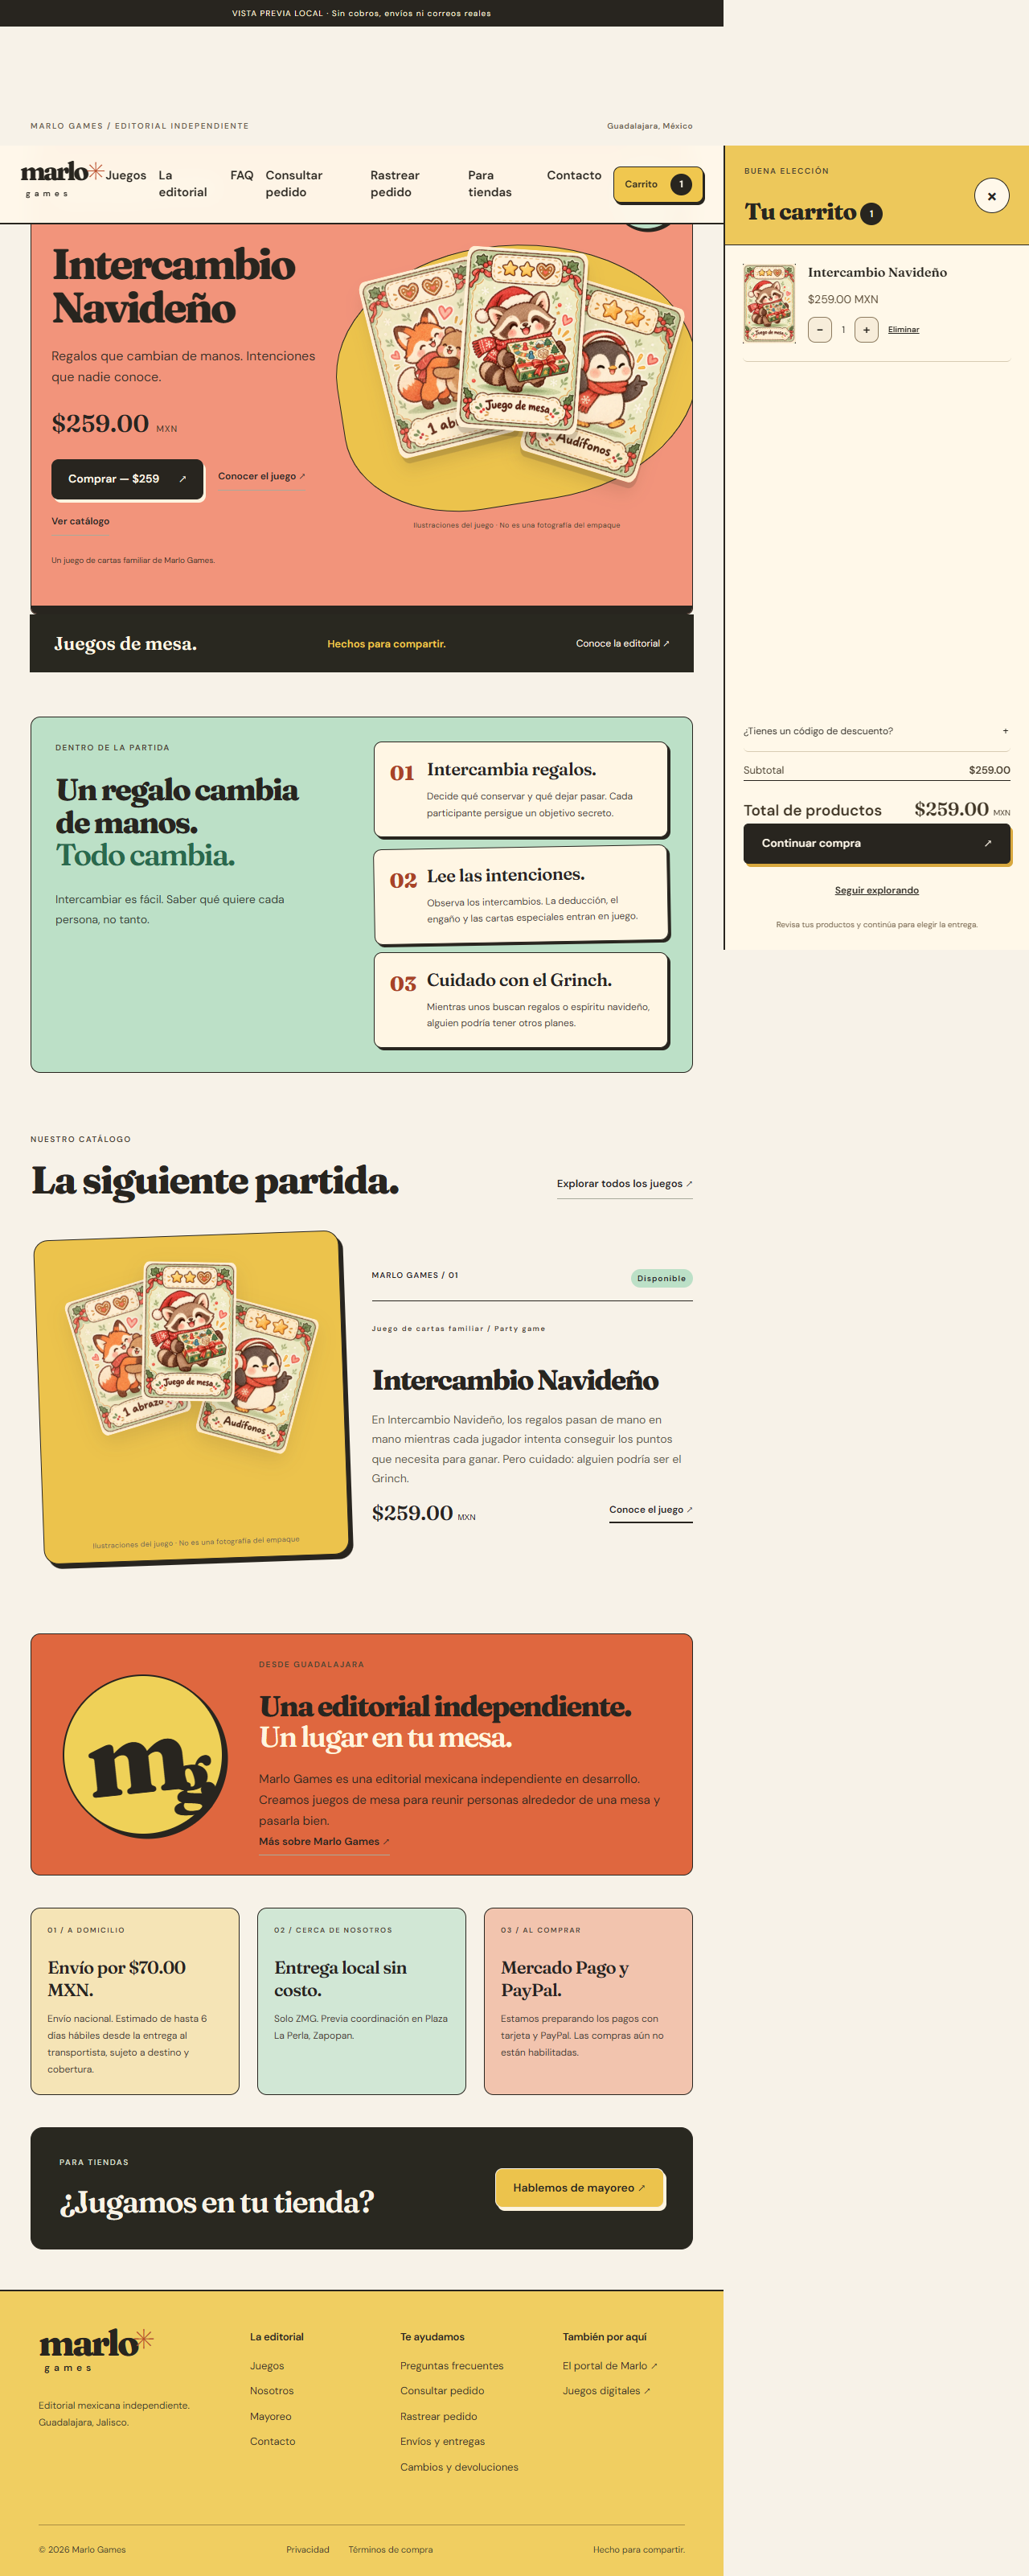 VISTA PREVIA LOCAL · Sin cobros, envíos ni correos reales
MARLO GAMES / EDITORIAL INDEPENDIENTE
Guadalajara, México
marlo
games
Juegos
La editorial
FAQ
Consultar pedido
Rastrear pedido
Para tiendas
Contacto
Carrito 1
Intercambio
Navideño
Regalos que cambian de manos. Intenciones
que nadie conoce.
$259.00 MXN
Comprar — $259 ↗
Conocer el juego ↗
Ver catálogo
Un juego de cartas familiar de Marlo Games.
1 ab
Juego de mesa
Audífonos
Ilustraciones del juego · No es una fotografía del empaque
Juegos de mesa.
Hechos para compartir.
Conoce la editorial ↗
BUENA ELECCIÓN
Tu carrito 1
×
Juego de mesa
Intercambio Navideño
$259.00 MXN
− 1 + Eliminar
¿Tienes un código de descuento? +
Subtotal $259.00
Total de productos $259.00 MXN
Continuar compra ↗
Seguir explorando
Revisa tus productos y continúa para elegir la entrega.
DENTRO DE LA PARTIDA
Un regalo cambia
de manos.
Todo cambia.
Intercambiar es fácil. Saber qué quiere cada
persona, no tanto.
01 Intercambia regalos.
Decide qué conservar y qué dejar pasar. Cada
participante persigue un objetivo secreto.
02 Lee las intenciones.
Observa los intercambios. La deducción, el
engaño y las cartas especiales entran en juego.
03 Cuidado con el Grinch.
Mientras unos buscan regalos o espíritu navideño,
alguien podría tener otros planes.
NUESTRO CATÁLOGO
La siguiente partida.
Explorar todos los juegos ↗
1 abrazo
Juego de mesa
Audífonos
Ilustraciones del juego · No es una fotografía del empaque
MARLO GAMES / 01
Disponible
Juego de cartas familiar / Party game
Intercambio Navideño
En Intercambio Navideño, los regalos pasan de mano en
mano mientras cada jugador intenta conseguir los puntos
que necesita para ganar. Pero cuidado: alguien podría ser el
Grinch.
$259.00 MXN
Conoce el juego ↗
mg
DESDE GUADALAJARA
Una editorial independiente.
Un lugar en tu mesa.
Marlo Games es una editorial mexicana independiente en desarrollo.
Creamos juegos de mesa para reunir personas alrededor de una mesa y
pasarla bien.
Más sobre Marlo Games ↗
01 / A DOMICILIO
Envío por $70.00
MXN.
Envío nacional. Estimado de hasta 6
días hábiles desde la entrega al
transportista, sujeto a destino y
cobertura.
02 / CERCA DE NOSOTROS
Entrega local sin
costo.
Solo ZMG. Previa coordinación en Plaza
La Perla, Zapopan.
03 / AL COMPRAR
Mercado Pago y
PayPal.
Estamos preparando los pagos con
tarjeta y PayPal. Las compras aún no
están habilitadas.
PARA TIENDAS
¿Jugamos en tu tienda?
Hablemos de mayoreo ↗
marlo
games
Editorial mexicana independiente.
Guadalajara, Jalisco.
La editorial
Juegos
Nosotros
Mayoreo
Contacto
Te ayudamos
Preguntas frecuentes
Consultar pedido
Rastrear pedido
Envíos y entregas
Cambios y devoluciones
También por aquí
El portal de Marlo ↗
Juegos digitales ↗
© 2026 Marlo Games
Privacidad
Términos de compra
Hecho para compartir.